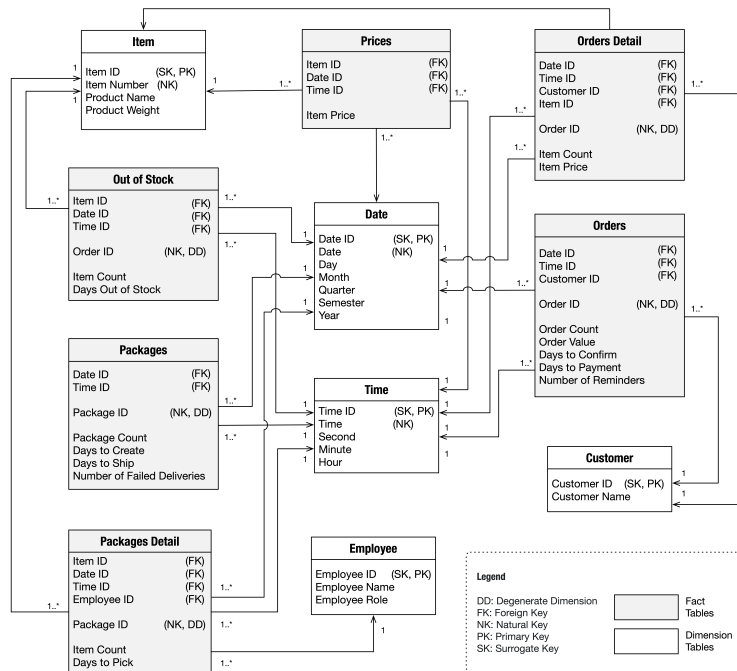 Item
Item ID (SK, PK)
Item Number (NK)
Product Name
Product Weight
Prices
Item ID (FK)
Date ID (FK)
Time ID (FK)
Item Price
Orders Detail
Date ID (FK)
Time ID (FK)
Customer ID (FK)
Item ID (FK)
Order ID (NK, DD)
Item Count
Item Price
Out of Stock
Item ID (FK)
Date ID (FK)
Time ID (FK)
Order ID (NK, DD)
Item Count
Days Out of Stock
Date
Date ID (SK, PK)
Date (NK)
Day
Month
Quarter
Semester
Year
Orders
Date ID (FK)
Time ID (FK)
Customer ID (FK)
Order ID (NK, DD)
Order Count
Order Value
Days to Confirm
Days to Payment
Number of Reminders
Packages
Date ID (FK)
Time ID (FK)
Package ID (NK, DD)
Package Count
Days to Create
Days to Ship
Number of Failed Deliveries
Time
Time ID (SK, PK)
Time (NK)
Second
Minute
Hour
Customer
Customer ID (SK, PK)
Customer Name
Packages Detail
Item ID (FK)
Date ID (FK)
Time ID (FK)
Employee ID (FK)
Package ID (NK, DD)
Item Count
Days to Pick
Employee
Employee ID (SK, PK)
Employee Name
Employee Role
Legend
DD: Degenerate Dimension
FK: Foreign Key
NK: Natural Key
PK: Primary Key
SK: Surrogate Key
Fact
Tables
Dimension
Tables
1
1
1
1..*
1..*
1..*
1..*
1..*
1..*
1..*
1..*
1..*
1
1
1
1
1
1
1..*
1..*
1..*
1..*
1..*
1
1
1
1
1
1
1
1
1
1..*
1..*
1..*
1..*
1